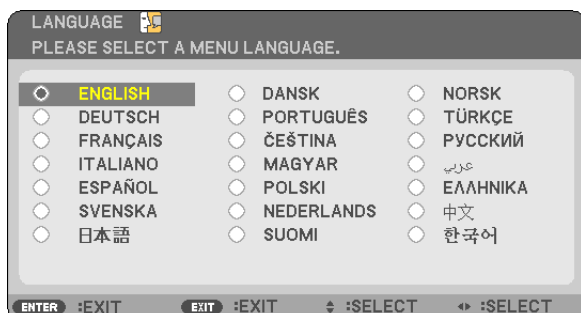 LANGUAGE
PLEASE SELECT A MENU LANGUAGE.
ENGLISH DANSK NORSK
DEUTSCH PORTUGUÊS TÜRKÇE
FRANÇAIS ČEŠTINA РУССКИЙ
ITALIANO MAGYAR عربي
ESPAÑOL POLSKI ΕΛΛΗΝΙΚΑ
SVENSKA NEDERLANDS 中文
日本語 SUOMI 한국어
ENTER :EXIT EXIT :EXIT :SELECT :SELECT